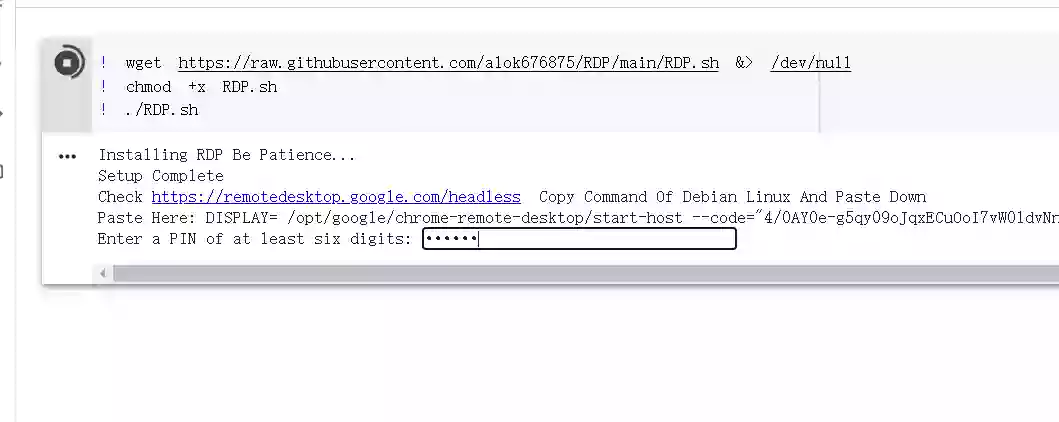 ! wget https://raw.githubusercontent.com/alok676875/RDP/main/RDP.sh &> /dev/null
! chmod +x RDP.sh
! ./RDP.sh
Installing RDP Be Patience...
Setup Complete
Check https://remotedesktop.google.com/headless Copy Command Of Debian Linux And Paste Down
Paste Here: DISPLAY= /opt/google/chrome-remote-desktop/start-host --code="4/0AY0e-g5qy09oJqxECuOoI7vW01dvNn
Enter a PIN of at least six digits: ••••••